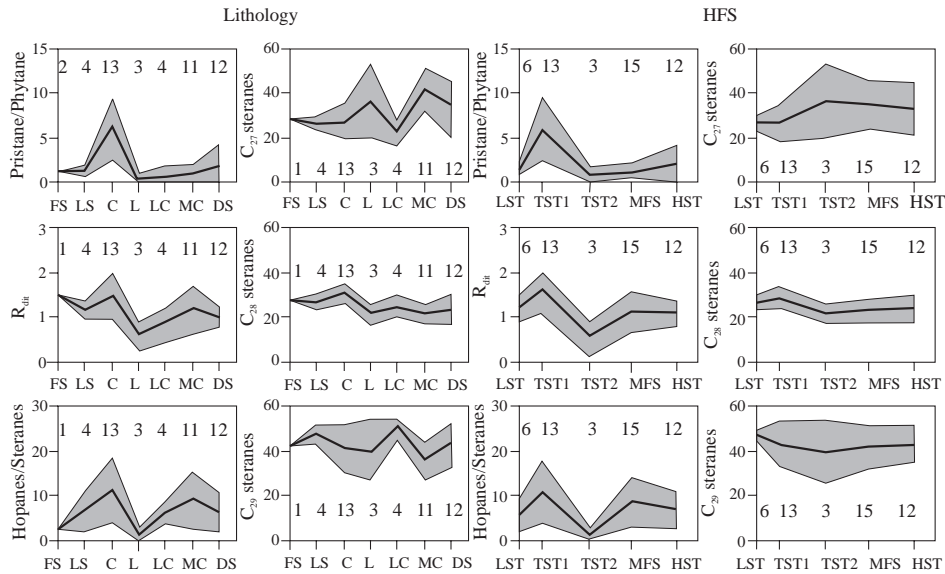 Lithology
HFS
Pristane/Phytane
15
10
5
0
2 4 13 3 4 11 12
FS LS C L LC MC DS
C27 steranes
60
40
20
0
1 4 13 3 4 11 12
FS LS C L LC MC DS
Pristane/Phytane
15
10
5
0
6 13 3 15 12
LST TST1 TST2 MFS HST
C27 steranes
60
40
20
0
6 13 3 15 12
LST TST1 TST2 MFS HST
Rdit
3
2
1
0
1 4 13 3 4 11 12
FS LS C L LC MC DS
C28 steranes
60
40
20
0
1 4 13 3 4 11 12
FS LS C L LC MC DS
Rdit
3
2
1
0
6 13 3 15 12
LST TST1 TST2 MFS HST
C28 steranes
60
40
20
0
6 13 3 15 12
LST TST1 TST2 MFS HST
Hopanes/Steranes
30
20
10
0
1 4 13 3 4 11 12
FS LS C L LC MC DS
C29 steranes
60
40
20
0
1 4 13 3 4 11 12
FS LS C L LC MC DS
Hopanes/Steranes
30
20
10
0
6 13 3 15 12
LST TST1 TST2 MFS HST
C29 steranes
60
40
20
0
6 13 3 15 12
LST TST1 TST2 MFS HST